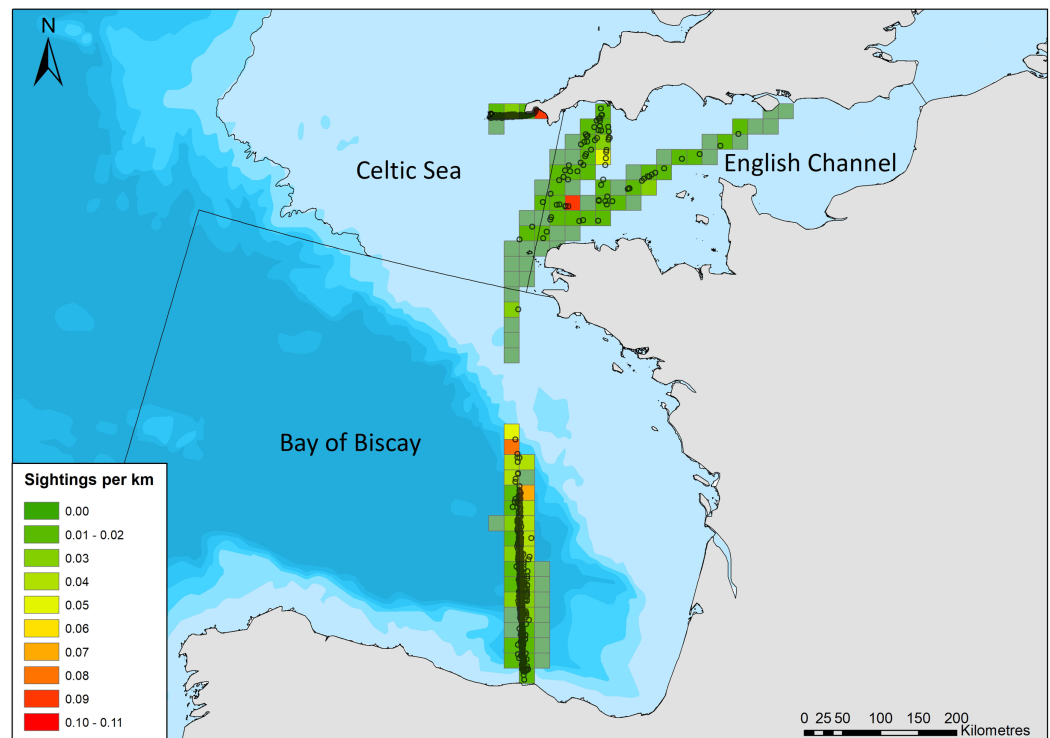 N
Celtic Sea
English Channel
Bay of Biscay
Sightings per km
0.00
0.01 - 0.02
0.03
0.04
0.05
0.06
0.07
0.08
0.09
0.10 - 0.11
0 25 50 100 150 200
Kilometres